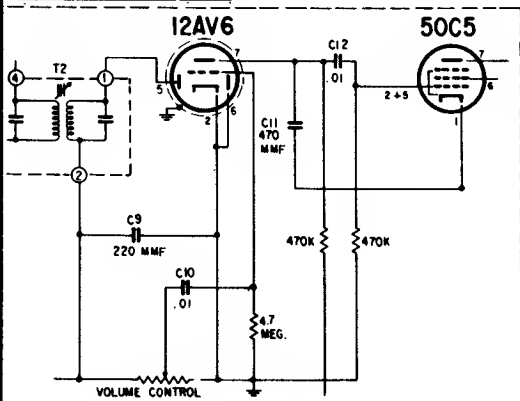 12AV6
50C5
T2
4
1
5
7
2
6
C12
.01
2+5
7
6
1
C11
470
MMF
2
C9
220 MMF
470K
470K
C10
.01
4.7
MEG.
VOLUME CONTROL